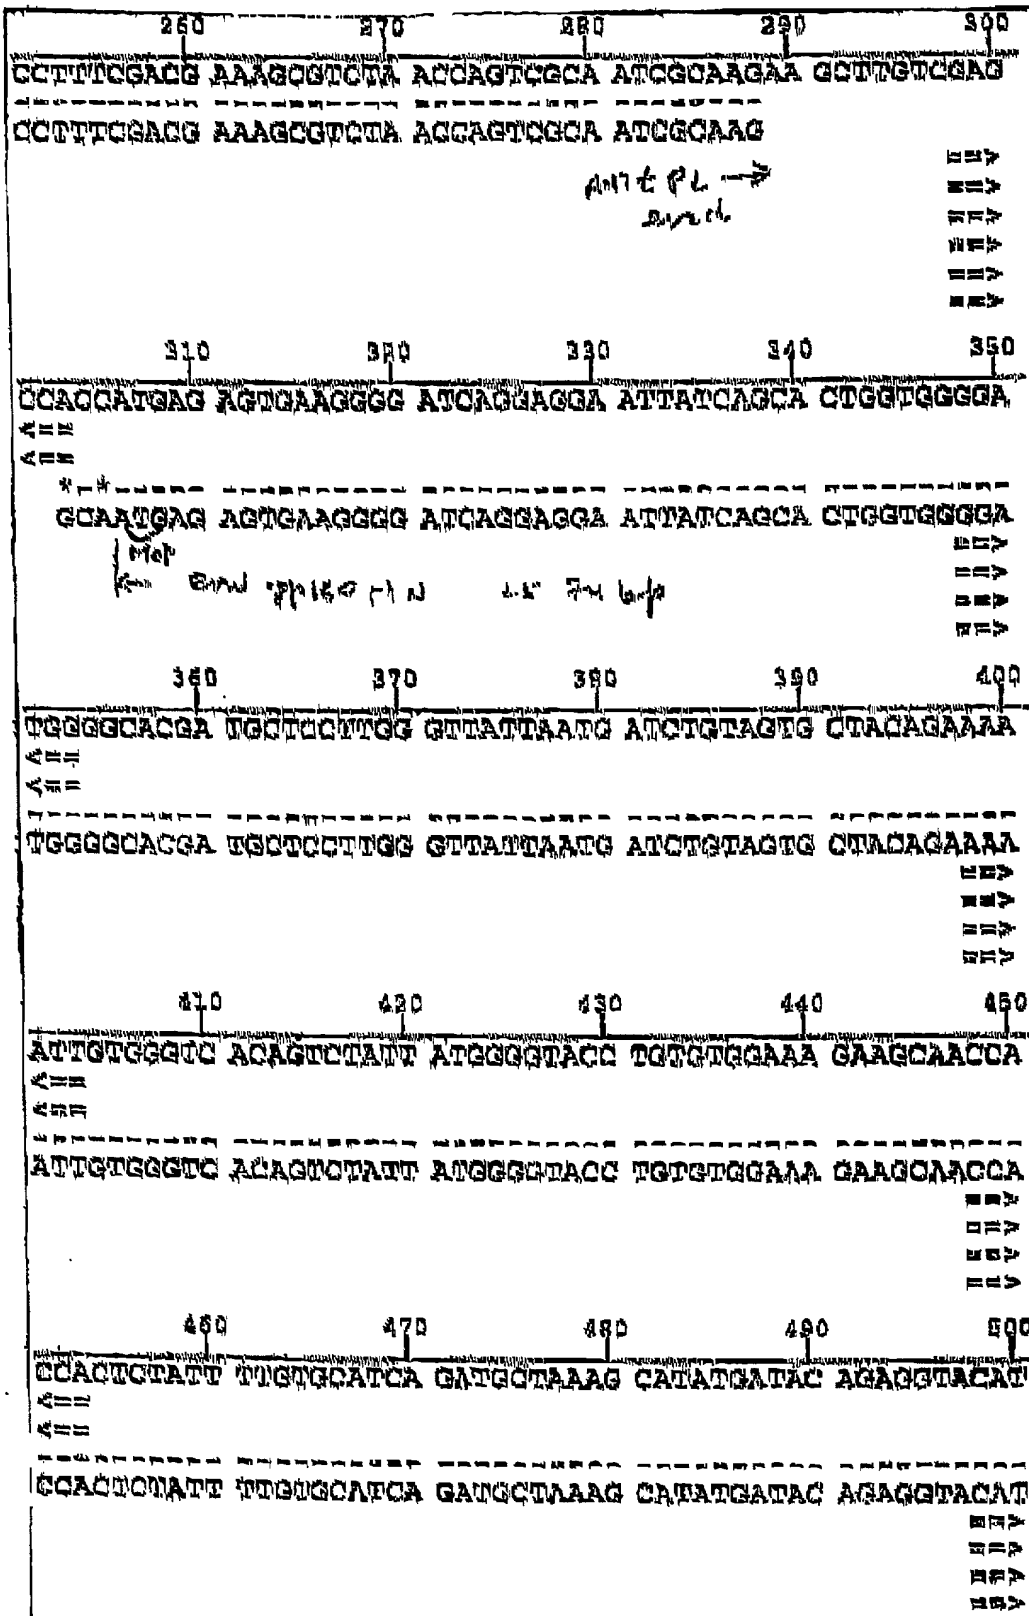 260 270 280 290 300
CCTTTCGACG AAAGCGTCTA ACCAGTCGCA ATCGCAAGAA GCTTGTCGAG
CCTTTCGACG AAAGCGTCTA ACCAGTCGCA ATCGCAAG
==>
==>
==>
==>
==>
==>
310 320 330 340 350
CCACCATGAG AGTGAAGGGG ATCAGGAGGA ATTATCAGCA CTGGTGGGGA
A==
A==
*-*
GCAATGAG AGTGAAGGGG ATCAGGAGGA ATTATCAGCA CTGGTGGGGA
==>
==>
==>
==>
360 370 380 390 400
TGGGGCACGA TGCTCCTTGG GTTATTAATG ATCTGTAGTG CTACAGAAAA
A==
A==
TGGGGCACGA TGCTCCTTGG GTTATTAATG ATCTGTAGTG CTACAGAAAA
==>
==>
==>
==>
410 420 430 440 450
ATTGTGGGTC ACAGTCTATT ATGGGGTACC TGTGTGGAAA GAAGCAACCA
A==
A==
ATTGTGGGTC ACAGTCTATT ATGGGGTACC TGTGTGGAAA GAAGCAACCA
==>
==>
==>
==>
460 470 480 490 500
CCACTCTATT TTGTGCATCA GATGCTAAAG CATATGATAC AGAGGTACAT
A==
A==
CCACTCTATT TTGTGCATCA GATGCTAAAG CATATGATAC AGAGGTACAT
==>
==>
==>
==>